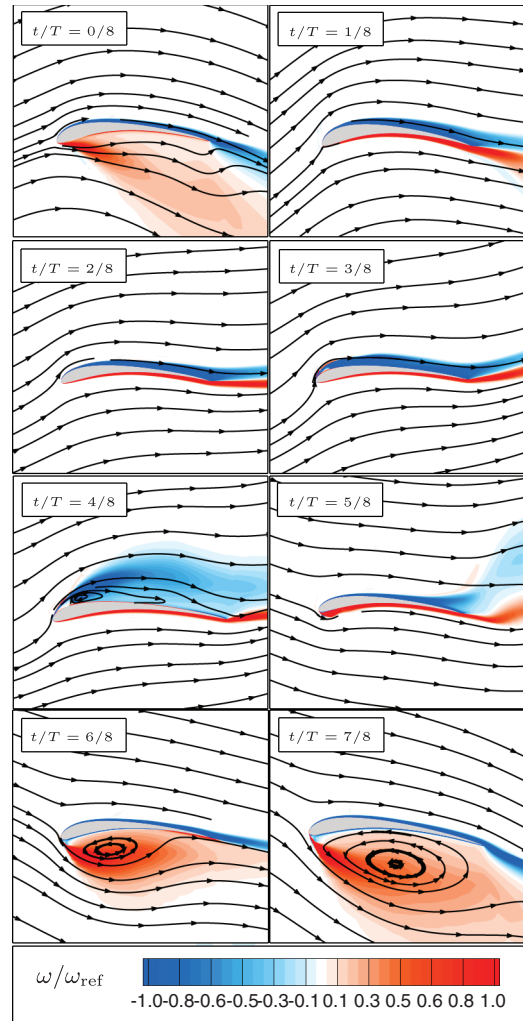 t/T = 0/8
t/T = 1/8
t/T = 2/8
t/T = 3/8
t/T = 4/8
t/T = 5/8
t/T = 6/8
t/T = 7/8
ω/ω_ref
-1.0 -0.8 -0.6 -0.5 -0.3 -0.1 0.1 0.3 0.5 0.6 0.8 1.0